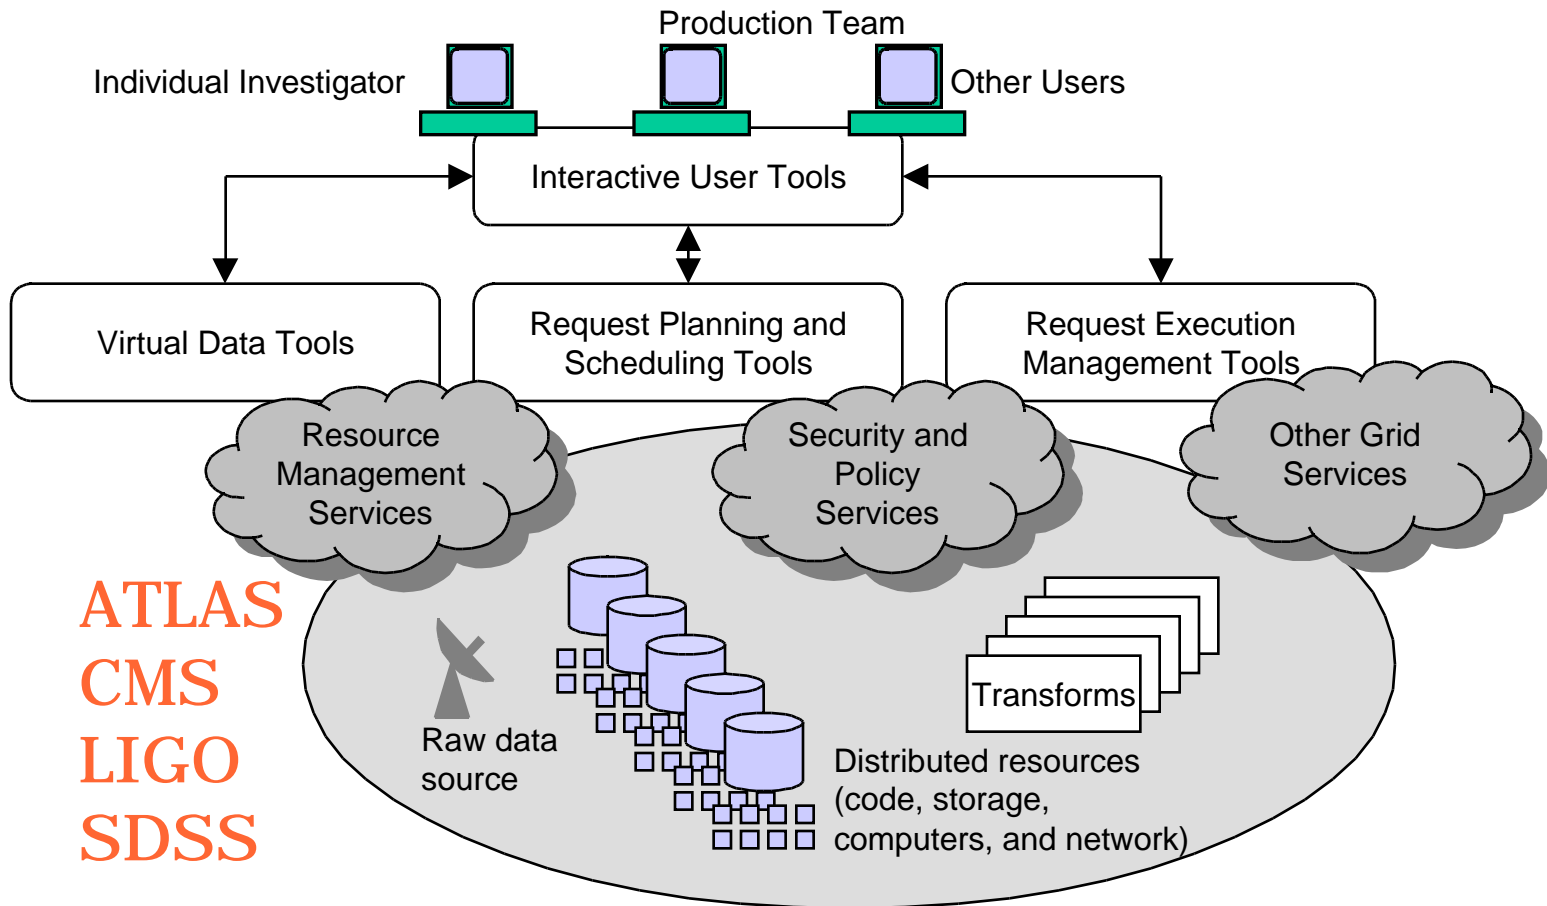 Production Team
Individual Investigator
Other Users
Interactive User Tools
Virtual Data Tools
Request Planning and
Scheduling Tools
Request Execution
Management Tools
Resource
Management
Services
Security and
Policy
Services
Other Grid
Services
ATLAS
CMS
LIGO
SDSS
Raw data
source
Transforms
Distributed resources
(code, storage,
computers, and network)